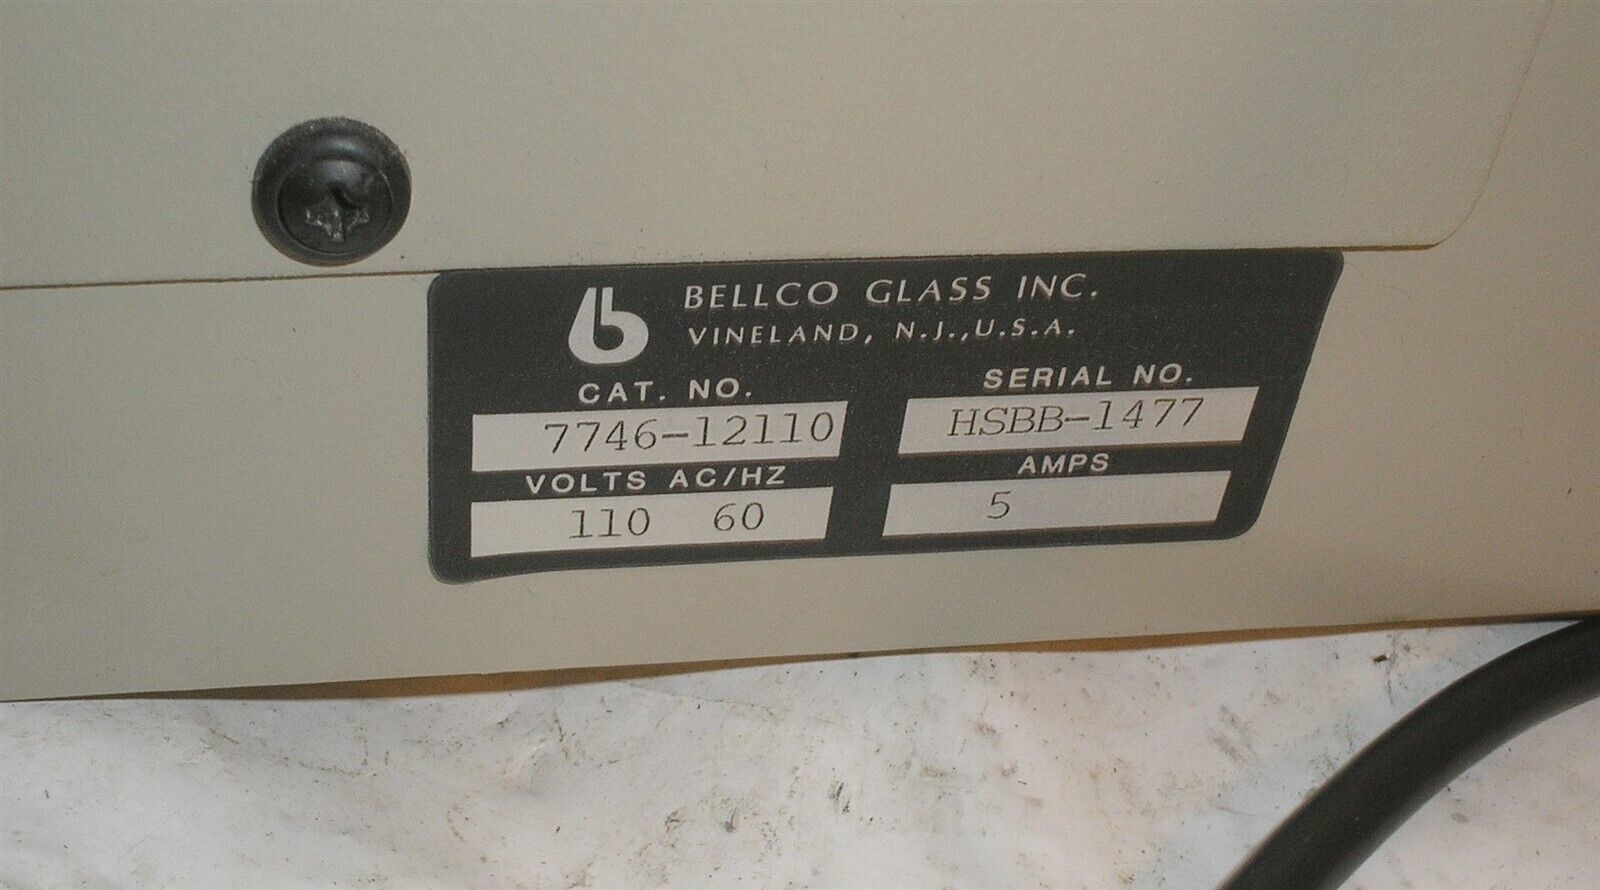 BELLCO GLASS INC.
VINELAND, N.J., U.S.A.
CAT. NO. SERIAL NO.
7746-12110 HSBB-1477
VOLTS AC/HZ AMPS
110 60 5